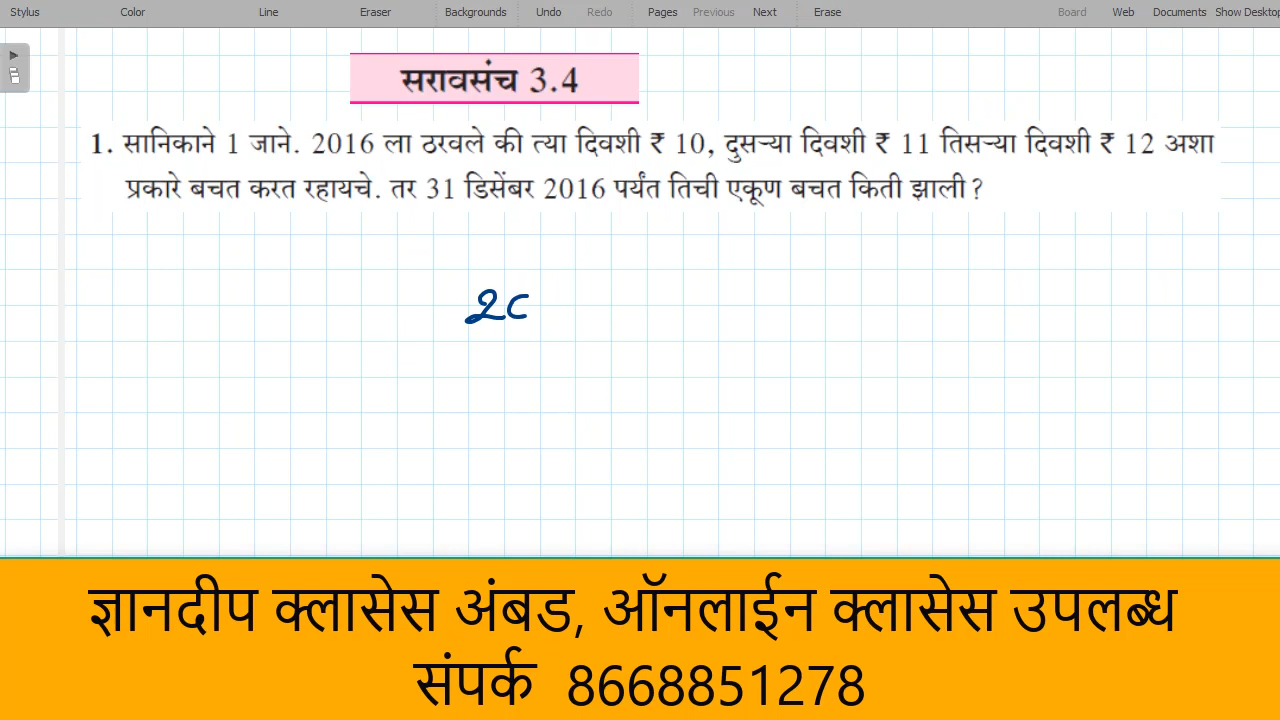 Stylus Color Line Eraser Backgrounds Undo Redo Pages Previous Next Erase Board Web Documents Show Desktop
सरावसंच 3.4
1. सानिकाने 1 जाने. 2016 ला ठरवले की त्या दिवशी ₹ 10, दुसऱ्या दिवशी ₹ 11 तिसऱ्या दिवशी ₹ 12 अशा
प्रकारे बचत करत रहायचे. तर 31 डिसेंबर 2016 पर्यंत तिची एकूण बचत किती झाली?
2c
ज्ञानदीप क्लासेस अंबड, ऑनलाईन क्लासेस उपलब्ध
संपर्क 8668851278